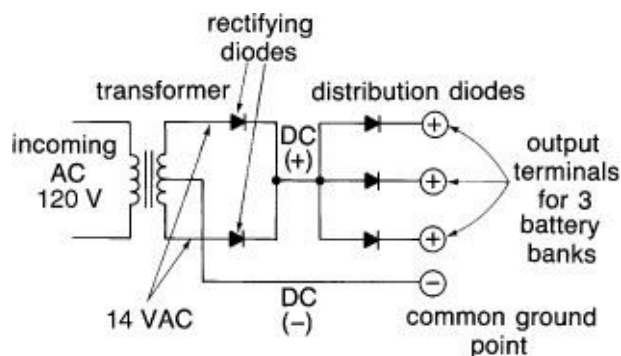 rectifying
diodes
transformer
distribution diodes
incoming
AC
120 V
DC
(+)
+
+
+
output
terminals
for 3
battery
banks
14 VAC
DC
(−)
−
common ground
point